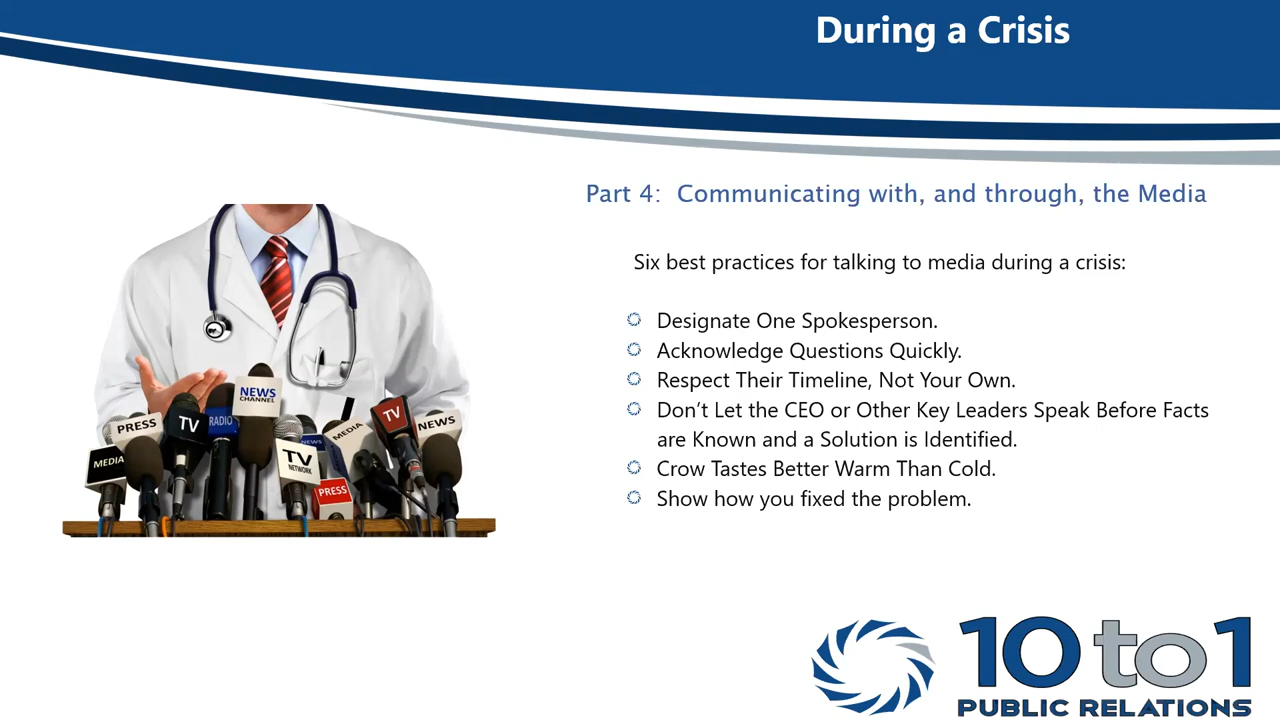 During a Crisis
Part 4: Communicating with, and through, the Media
Six best practices for talking to media during a crisis:
Designate One Spokesperson.
Acknowledge Questions Quickly.
Respect Their Timeline, Not Your Own.
Don’t Let the CEO or Other Key Leaders Speak Before Facts
are Known and a Solution is Identified.
Crow Tastes Better Warm Than Cold.
Show how you fixed the problem.
NEWS
CHANNEL
PRESS
TV
RADIO
TV
NEWS
MEDIA
NEWS
MEDIA
TV
NETWORK
PRESS
10 to 1
PUBLIC RELATIONS